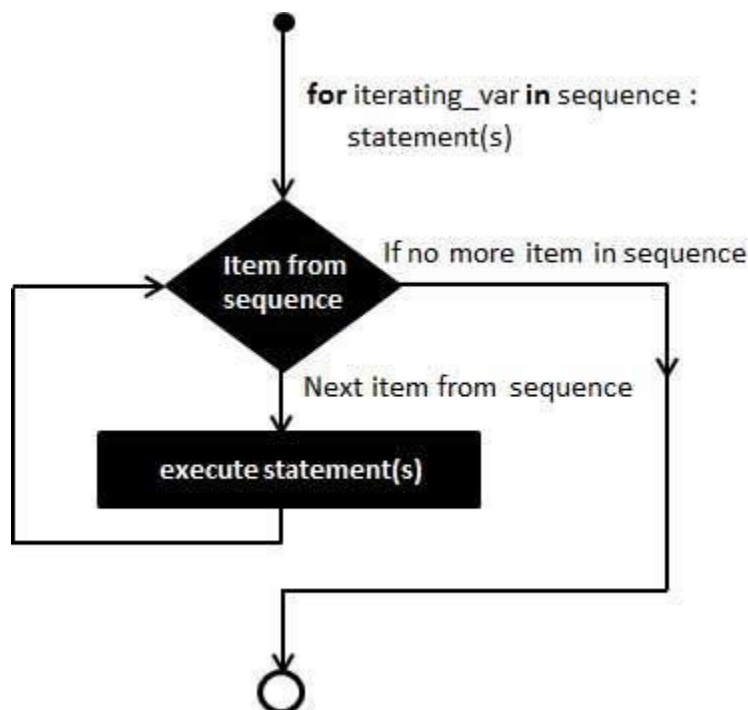 for iterating_var in sequence :
statement(s)
If no more item in sequence
Item from
sequence
Next item from sequence
execute statement(s)